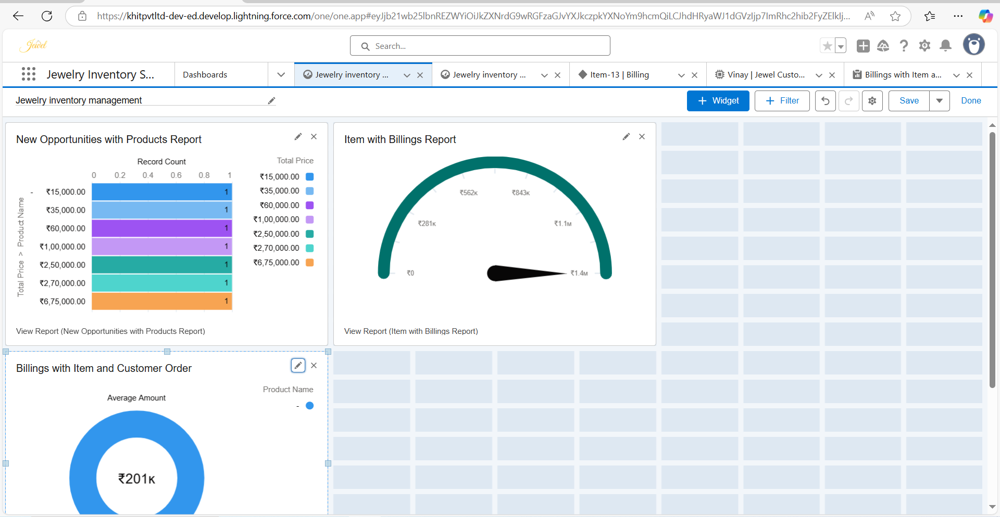 https://khitpvtltd-dev-ed.develop.lightning.force.com/one/one.app#eyJjb21wb25lbnREZWYiOiJkZXNrdG9wRGFzaGJvYXJkczpkYXNoYm9hcmQiLCJhdHRyaWJ1dGVzIjp7ImRhc2hib2FyZElkIj...
Jewel
Search...
Jewelry Inventory S...
Dashboards
Jewelry inventory ...
Jewelry inventory ...
Item-13 | Billing
Vinay | Jewel Custo...
Billings with Item a...
Jewelry inventory management
+ Widget
+ Filter
Save
Done
New Opportunities with Products Report
Record Count
0 0.2 0.4 0.6 0.8 1
Total Price > Product Name
- ₹15,000.00 1
₹35,000.00 1
₹60,000.00 1
₹1,00,000.00 1
₹2,50,000.00 1
₹2,70,000.00 1
₹6,75,000.00 1
Total Price
₹15,000.00
₹35,000.00
₹60,000.00
₹1,00,000.00
₹2,50,000.00
₹2,70,000.00
₹6,75,000.00
View Report (New Opportunities with Products Report)
Item with Billings Report
₹0
₹281K
₹562K
₹843K
₹1.1M
₹1.4M
View Report (Item with Billings Report)
Billings with Item and Customer Order
Average Amount
₹201K
Product Name
-